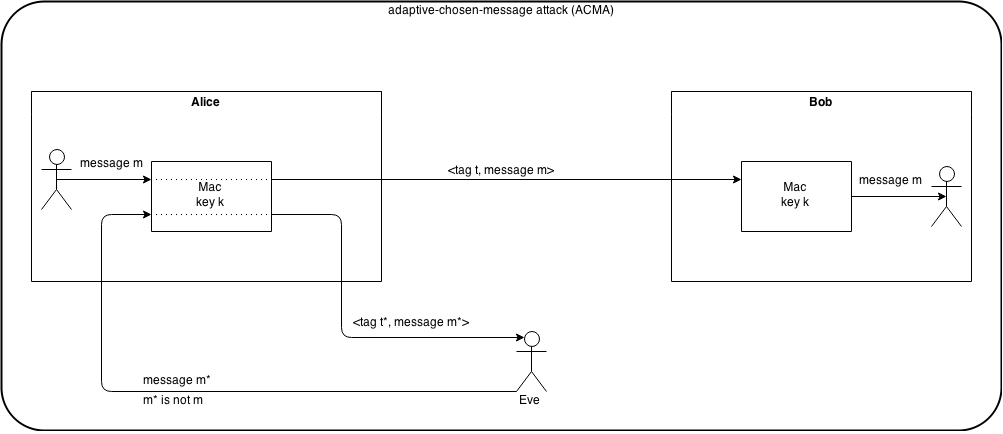 adaptive-chosen-message attack (ACMA)
Alice
Bob
message m
Mac
key k
<tag t, message m>
Mac
key k
message m
<tag t*, message m*>
message m*
m* is not m
Eve